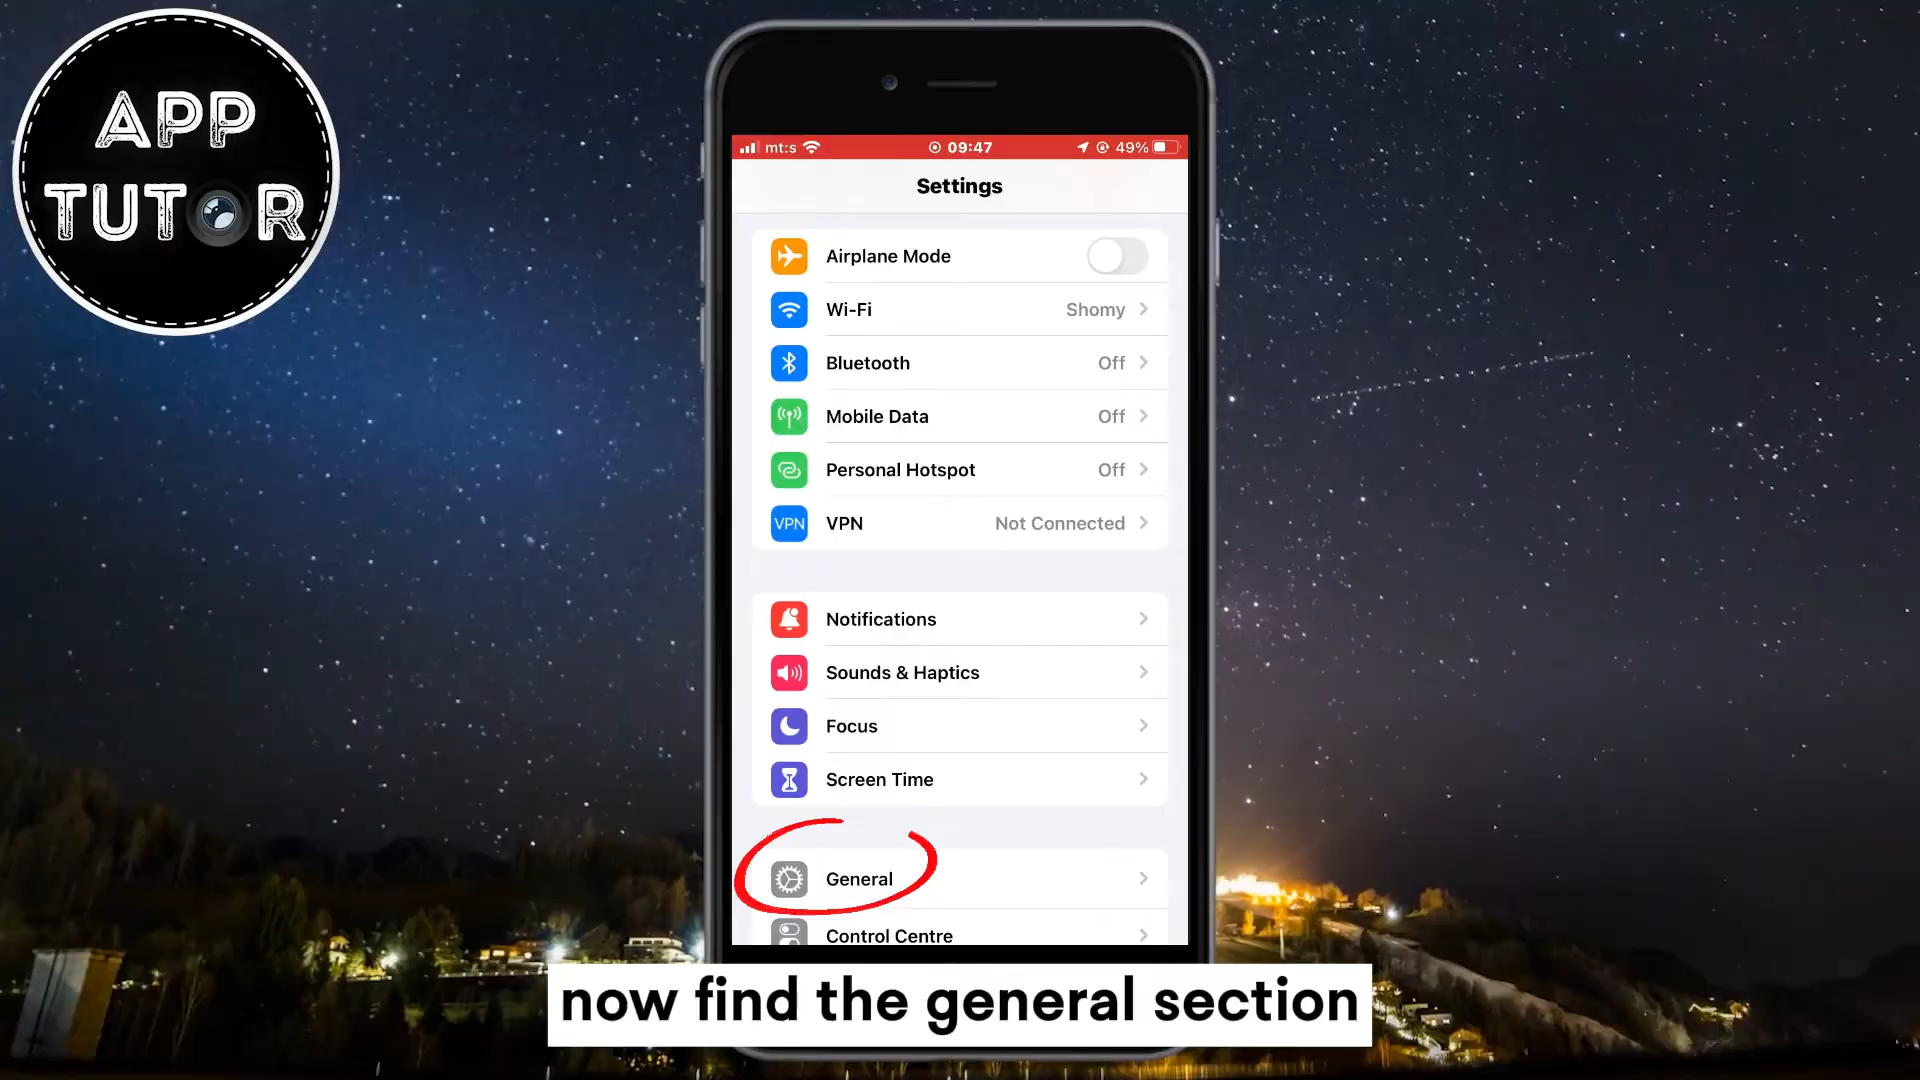 APP
TUTOR
mt:s 09:47 49%
Settings
Airplane Mode
Wi-Fi Shomy
Bluetooth Off
Mobile Data Off
Personal Hotspot Off
VPN VPN Not Connected
Notifications
Sounds & Haptics
Focus
Screen Time
General
Control Centre
now find the general section